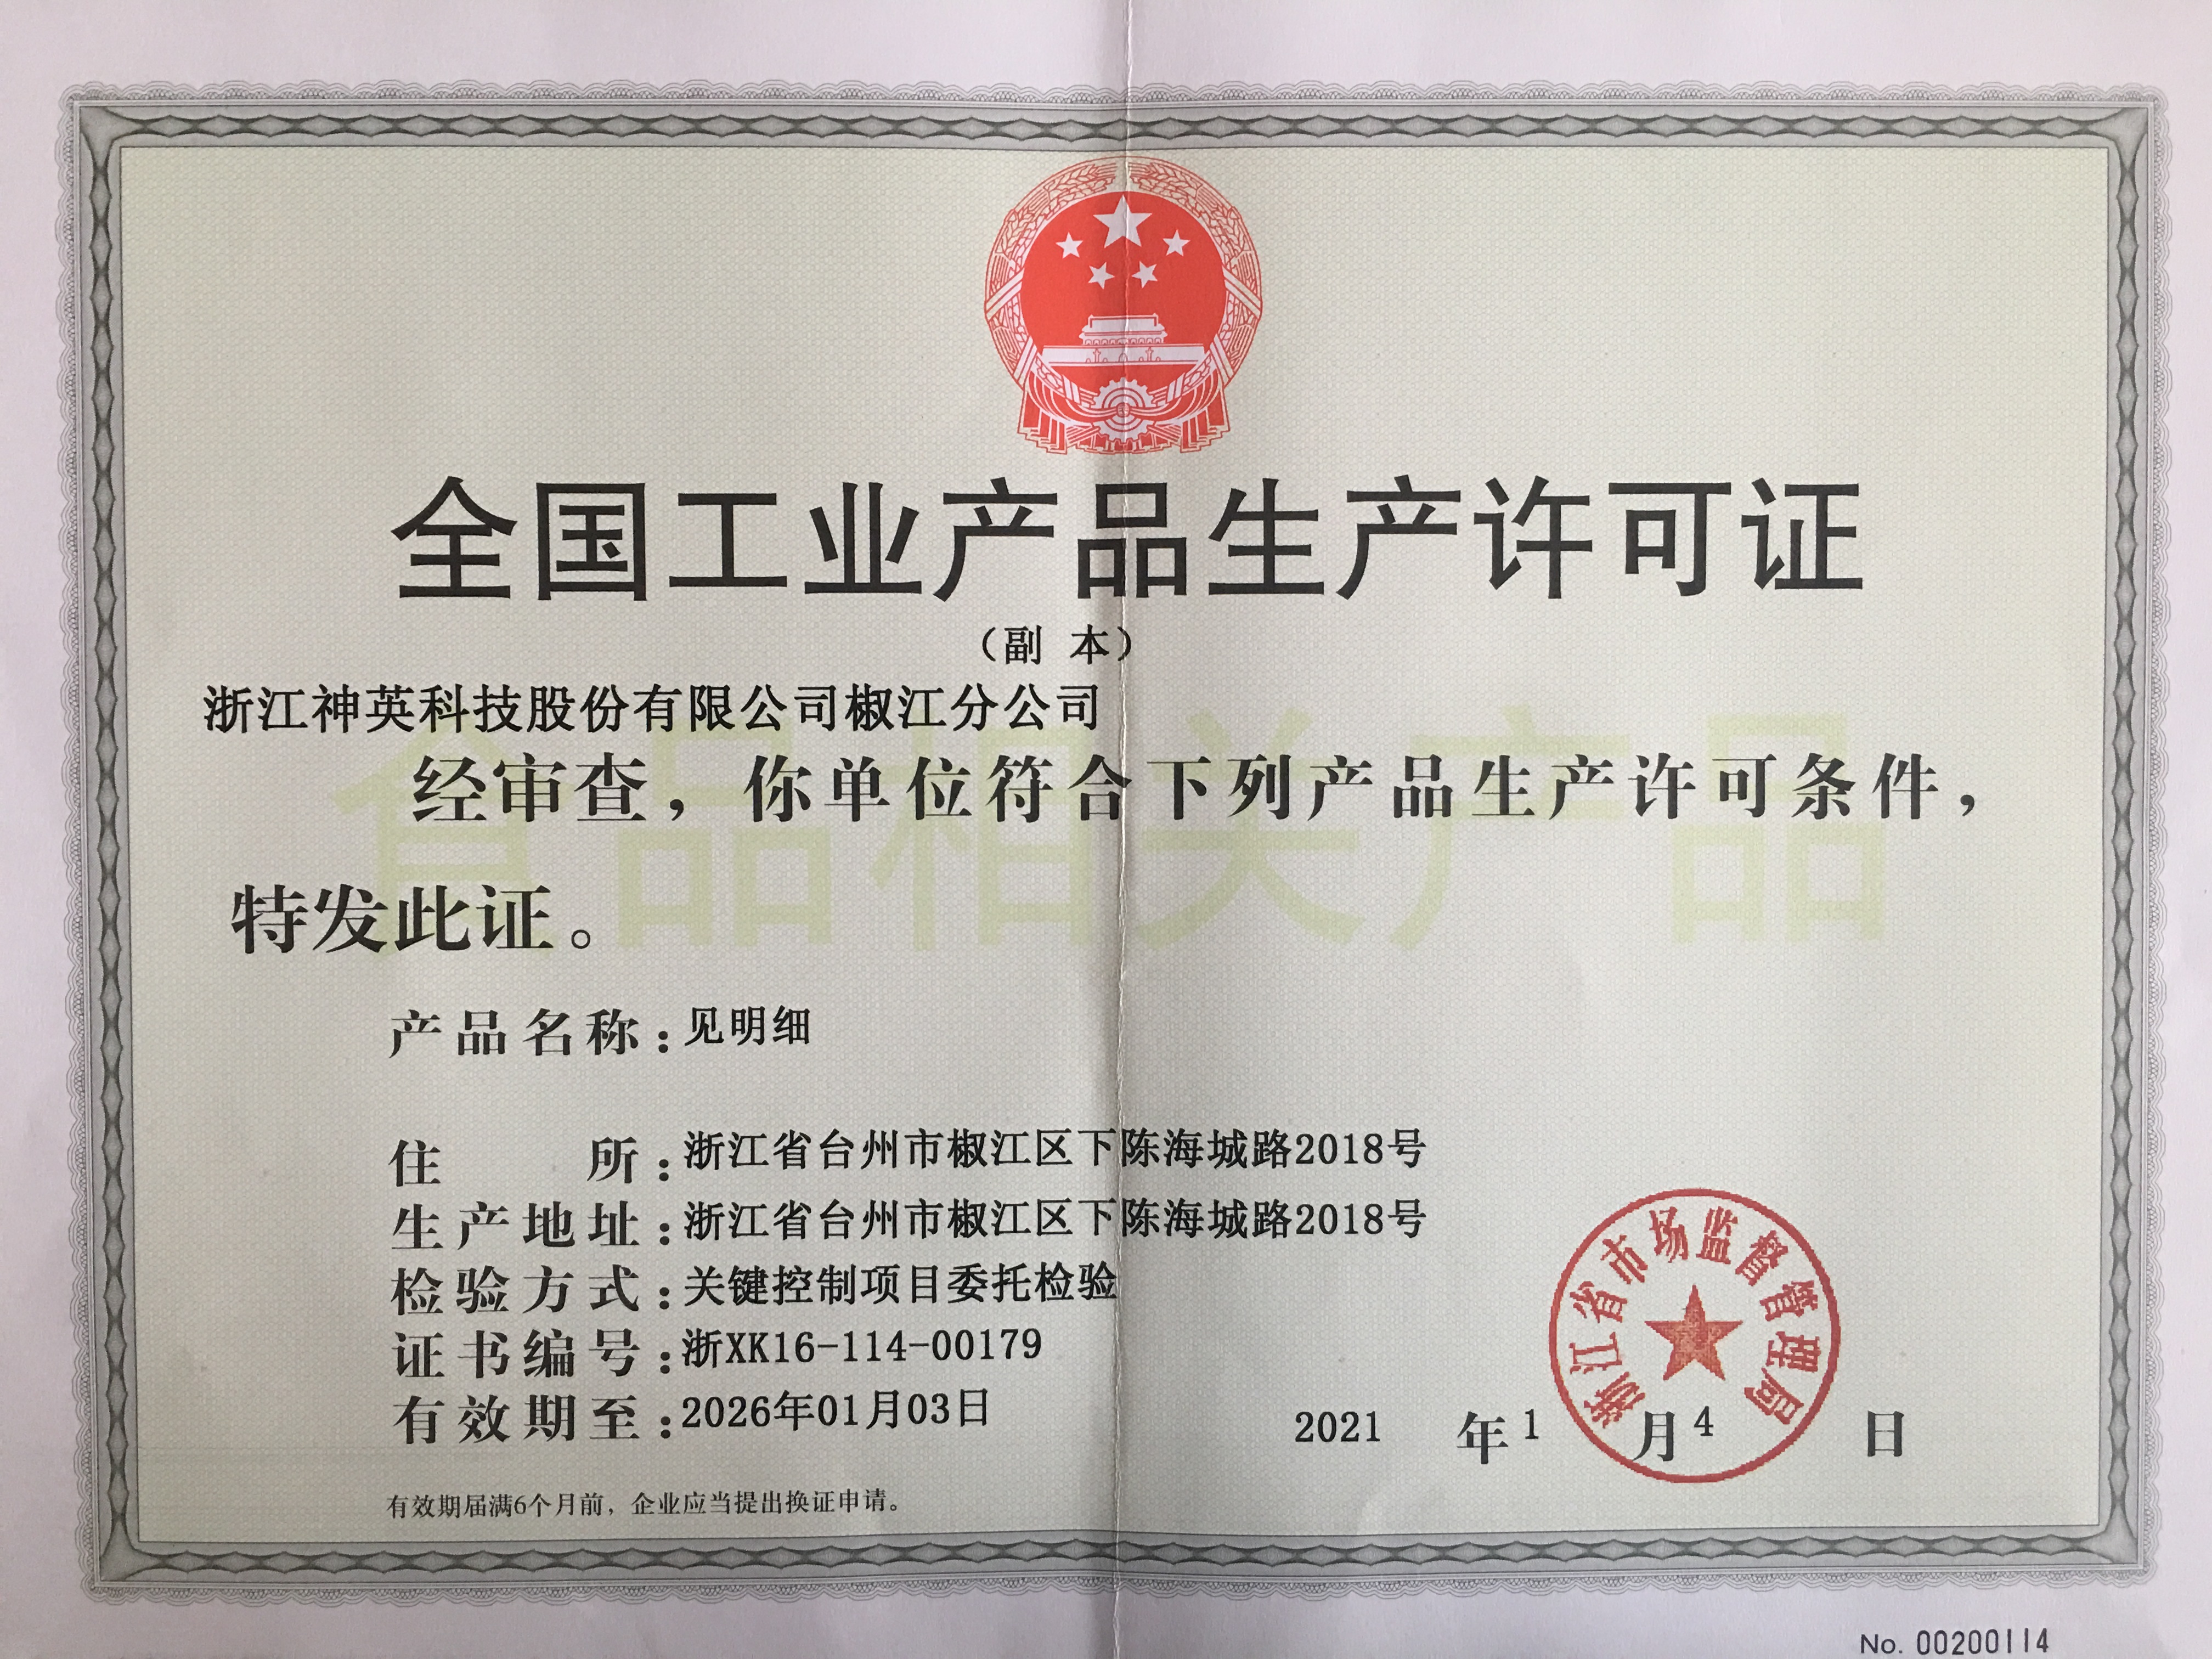 全国工业产品生产许可证
（副 本）
浙江神英科技股份有限公司椒江分公司
食品相关产品
经审查，你单位符合下列产品生产许可条件，
特发此证。
产品名称：见明细
住 所：浙江省台州市椒江区下陈海城路2018号
生产地址：浙江省台州市椒江区下陈海城路2018号
检验方式：关键控制项目委托检验
证书编号：浙XK16-114-00179
有效期至：2026年01月03日
浙江省市场监督管理局
2021 年 1 月 4 日
有效期届满6个月前，企业应当提出换证申请。
No. 00200114